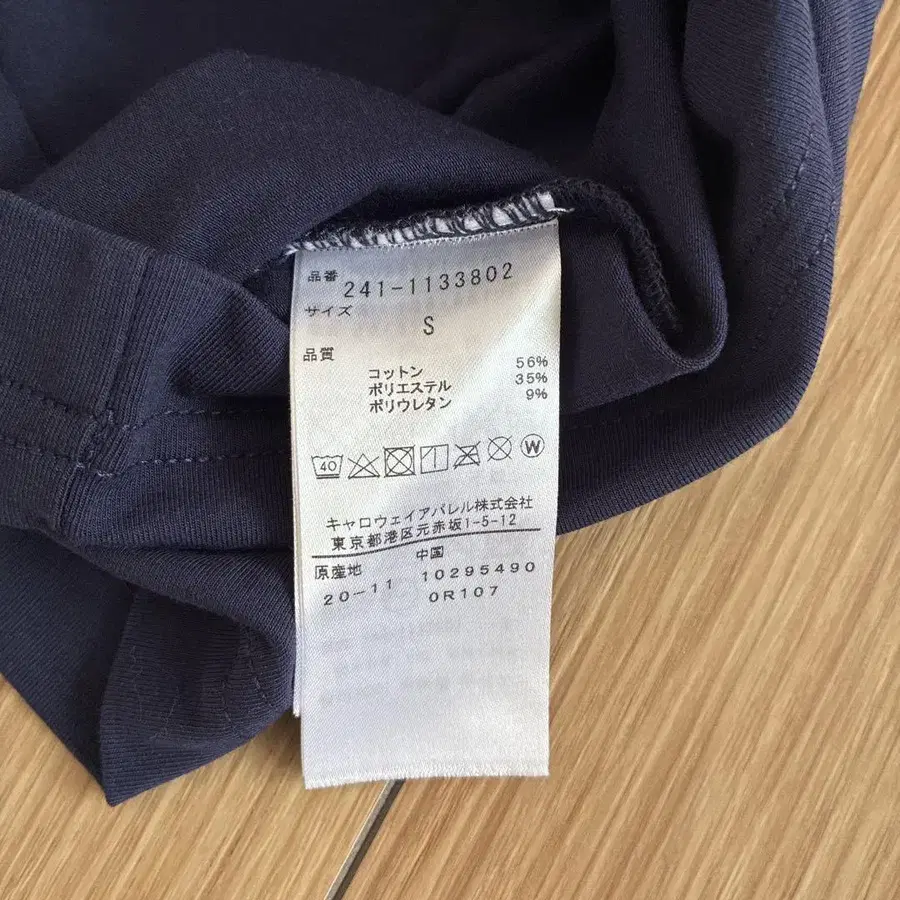 品番
241-1133802
サイズ
S
品質
コットン 56%
ポリエステル 35%
ポリウレタン 9%
40 W
キャロウェイアパレル株式会社
東京都港区元赤坂1-5-12
原産地 中国
20-11 10295490
0R107